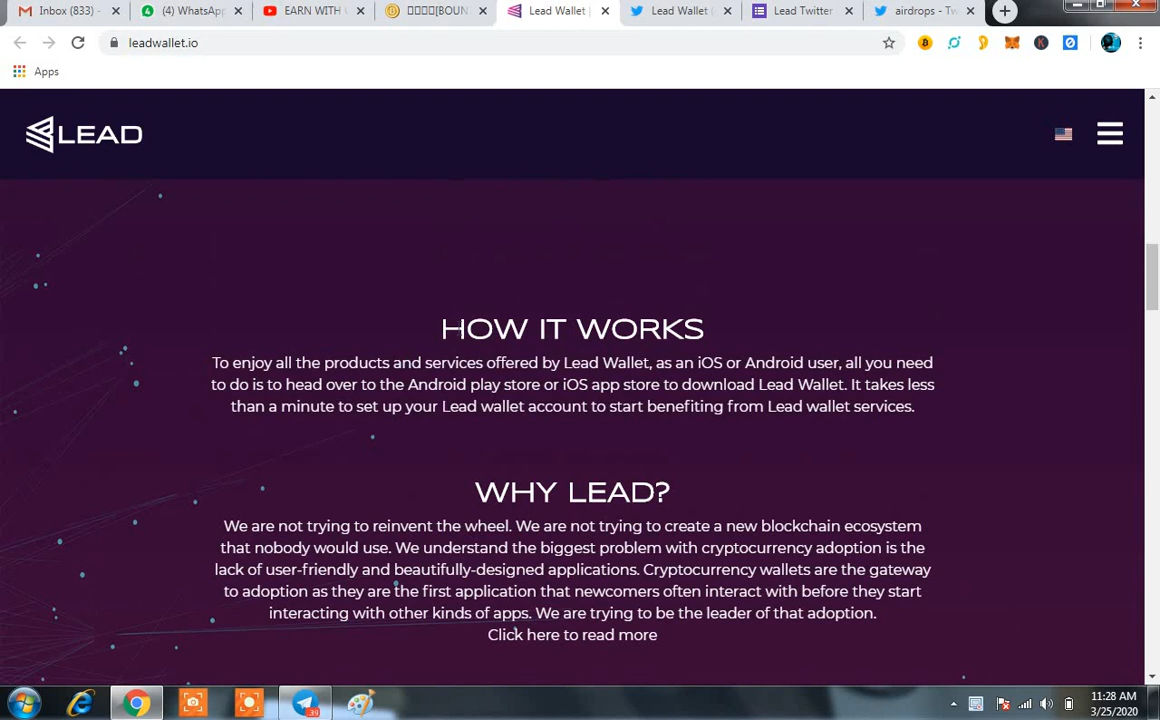 Inbox (833) -
(4) WhatsApp
EARN WITH
[BOUN
Lead Wallet |
Lead Wallet
Lead Twitter
airdrops - Tw
leadwallet.io
Apps
LEAD
HOW IT WORKS
To enjoy all the products and services offered by Lead Wallet, as an iOS or Android user, all you need
to do is to head over to the Android play store or iOS app store to download Lead Wallet. It takes less
than a minute to set up your Lead wallet account to start benefiting from Lead wallet services.
WHY LEAD?
We are not trying to reinvent the wheel. We are not trying to create a new blockchain ecosystem
that nobody would use. We understand the biggest problem with cryptocurrency adoption is the
lack of user-friendly and beautifully-designed applications. Cryptocurrency wallets are the gateway
to adoption as they are the first application that newcomers often interact with before they start
interacting with other kinds of apps. We are trying to be the leader of that adoption.
Click here to read more
39
11:28 AM
3/25/2020